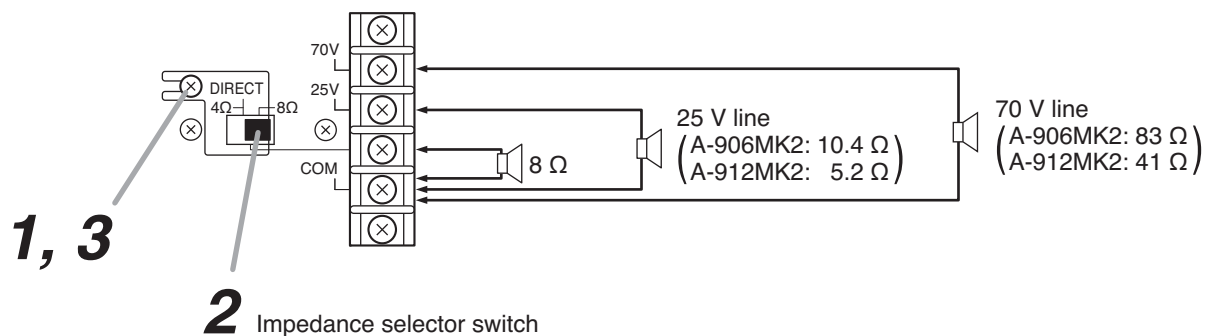 70V
DIRECT
25V
4Ω 8Ω
COM
8 Ω
25 V line
(A-906MK2: 10.4 Ω
A-912MK2: 5.2 Ω)
70 V line
(A-906MK2: 83 Ω
A-912MK2: 41 Ω)
1, 3
2 Impedance selector switch